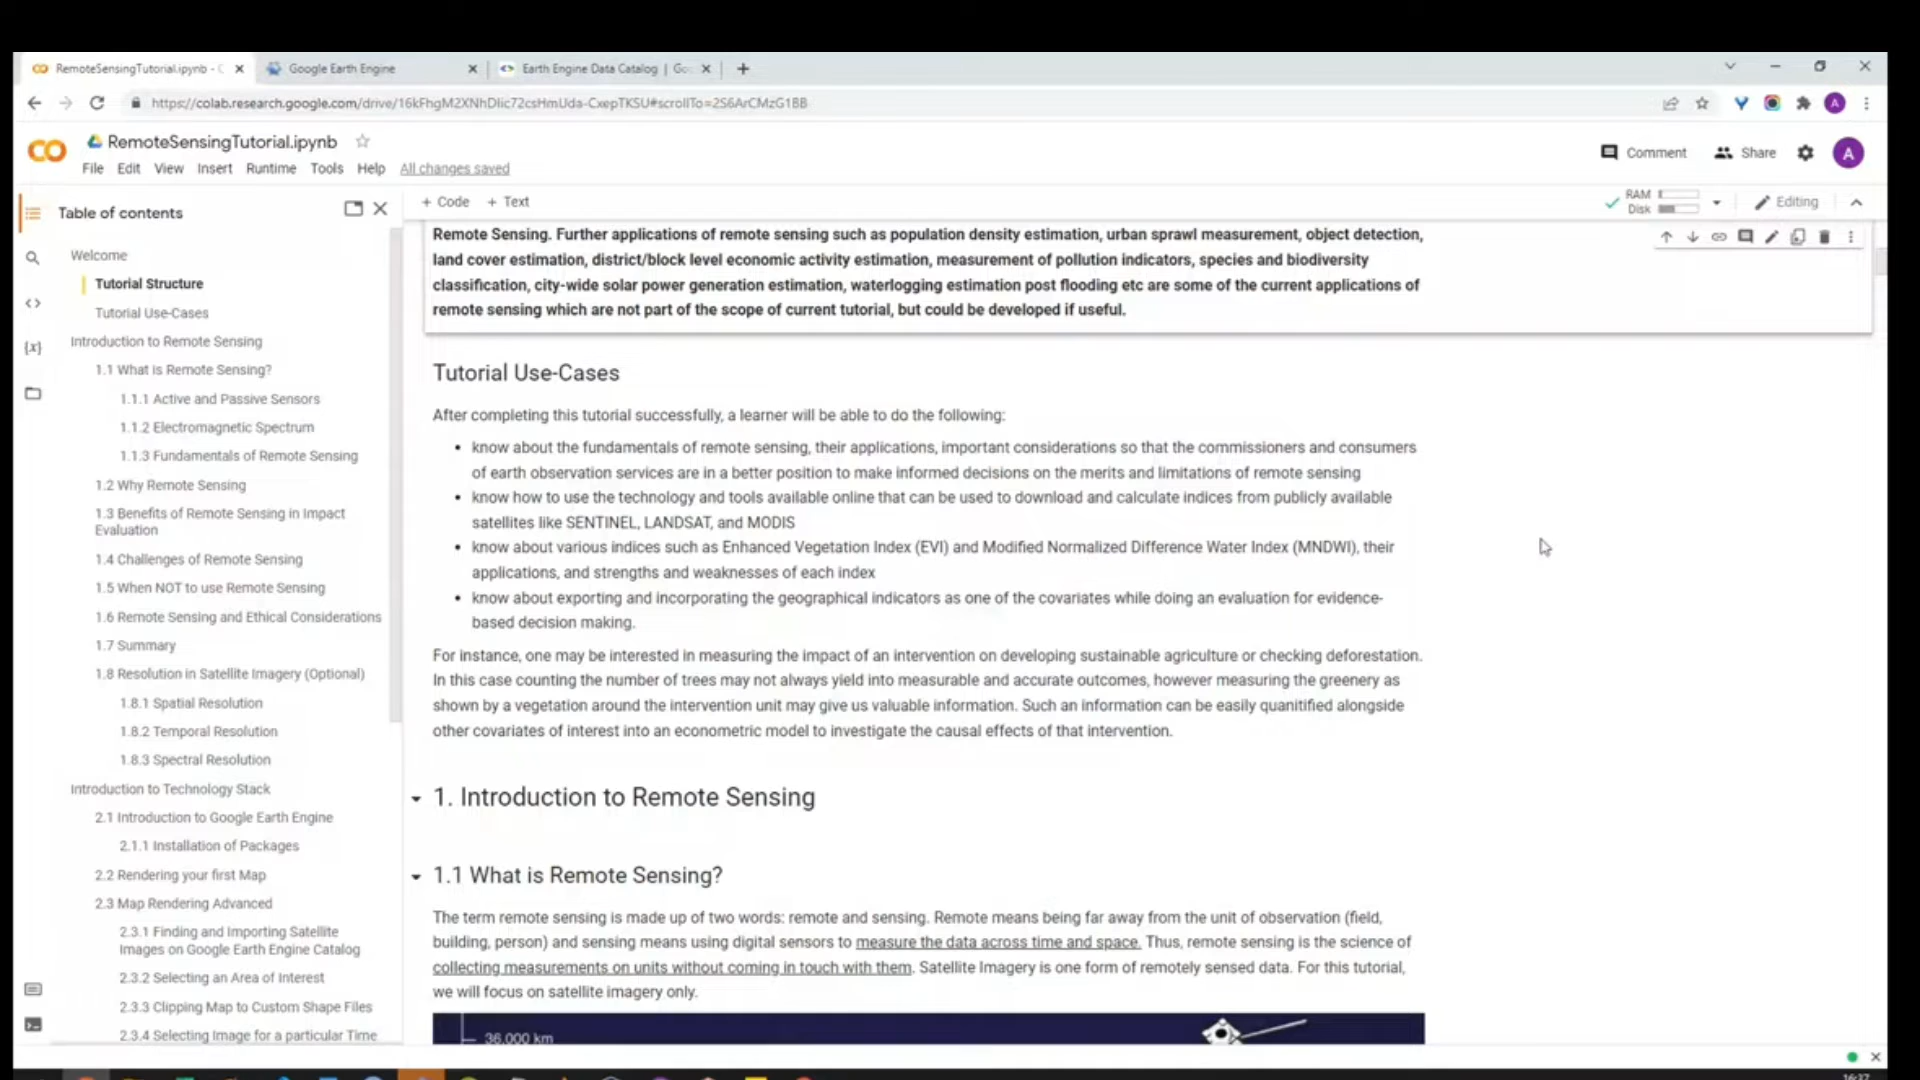 RemoteSensingTutorial.ipynb - C
Google Earth Engine
Earth Engine Data Catalog | Go
https://colab.research.google.com/drive/16kFhgM2XNhDIic72csHmUda-CxepTKSU#scrollTo=2S6ArCMzG1BB
A
RemoteSensingTutorial.ipynb
Comment
Share
A
File Edit View Insert Runtime Tools Help All changes saved
Table of contents
+ Code + Text
RAM
Disk
Editing
Welcome
Tutorial Structure
Tutorial Use-Cases
Introduction to Remote Sensing
1.1 What is Remote Sensing?
1.1.1 Active and Passive Sensors
1.1.2 Electromagnetic Spectrum
1.1.3 Fundamentals of Remote Sensing
1.2 Why Remote Sensing
1.3 Benefits of Remote Sensing in Impact
Evaluation
1.4 Challenges of Remote Sensing
1.5 When NOT to use Remote Sensing
1.6 Remote Sensing and Ethical Considerations
1.7 Summary
1.8 Resolution in Satellite Imagery (Optional)
1.8.1 Spatial Resolution
1.8.2 Temporal Resolution
1.8.3 Spectral Resolution
Introduction to Technology Stack
2.1 Introduction to Google Earth Engine
2.1.1 Installation of Packages
2.2 Rendering your first Map
2.3 Map Rendering Advanced
2.3.1 Finding and Importing Satellite
Images on Google Earth Engine Catalog
2.3.2 Selecting an Area of Interest
2.3.3 Clipping Map to Custom Shape Files
2.3.4 Selecting Image for a particular Time
Remote Sensing. Further applications of remote sensing such as population density estimation, urban sprawl measurement, object detection,
land cover estimation, district/block level economic activity estimation, measurement of pollution indicators, species and biodiversity
classification, city-wide solar power generation estimation, waterlogging estimation post flooding etc are some of the current applications of
remote sensing which are not part of the scope of current tutorial, but could be developed if useful.
Tutorial Use-Cases
After completing this tutorial successfully, a learner will be able to do the following:
• know about the fundamentals of remote sensing, their applications, important considerations so that the commissioners and consumers
of earth observation services are in a better position to make informed decisions on the merits and limitations of remote sensing
• know how to use the technology and tools available online that can be used to download and calculate indices from publicly available
satellites like SENTINEL, LANDSAT, and MODIS
• know about various indices such as Enhanced Vegetation Index (EVI) and Modified Normalized Difference Water Index (MNDWI), their
applications, and strengths and weaknesses of each index
• know about exporting and incorporating the geographical indicators as one of the covariates while doing an evaluation for evidence-
based decision making.
For instance, one may be interested in measuring the impact of an intervention on developing sustainable agriculture or checking deforestation.
In this case counting the number of trees may not always yield into measurable and accurate outcomes, however measuring the greenery as
shown by a vegetation around the intervention unit may give us valuable information. Such an information can be easily quanitified alongside
other covariates of interest into an econometric model to investigate the causal effects of that intervention.
1. Introduction to Remote Sensing
1.1 What is Remote Sensing?
The term remote sensing is made up of two words: remote and sensing. Remote means being far away from the unit of observation (field,
building, person) and sensing means using digital sensors to measure the data across time and space. Thus, remote sensing is the science of
collecting measurements on units without coming in touch with them. Satellite Imagery is one form of remotely sensed data. For this tutorial,
we will focus on satellite imagery only.
36,000 km